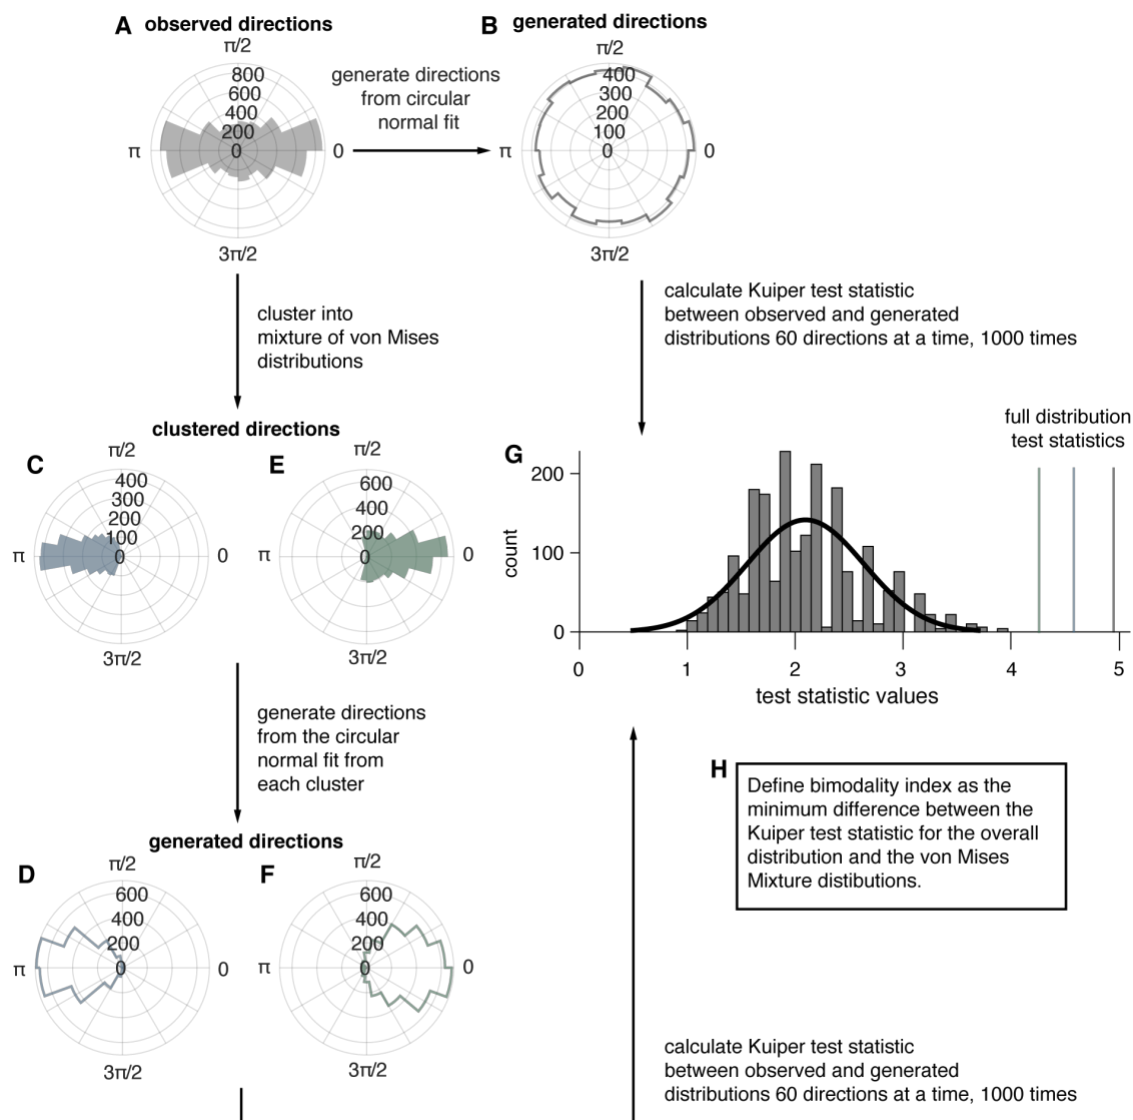 A observed directions
π/2
800
600
400
200
0
π
0
3π/2
generate directions
from circular
normal fit
B generated directions
π/2
400
300
200
100
0
π
0
3π/2
cluster into
mixture of von Mises
distributions
calculate Kuiper test statistic
between observed and generated
distributions 60 directions at a time, 1000 times
clustered directions
C
π/2
400
300
200
100
0
π
0
3π/2
E
π/2
600
400
200
0
π
0
3π/2
G
full distribution
test statistics
200
100
0
count
0 1 2 3 4 5
test statistic values
generate directions
from the circular
normal fit from
each cluster
H
Define bimodality index as the
minimum difference between the
Kuiper test statistic for the overall
distribution and the von Mises
Mixture distibutions.
generated directions
D
π/2
600
400
200
0
π
0
3π/2
F
π/2
600
400
200
0
π
0
3π/2
calculate Kuiper test statistic
between observed and generated
distributions 60 directions at a time, 1000 times